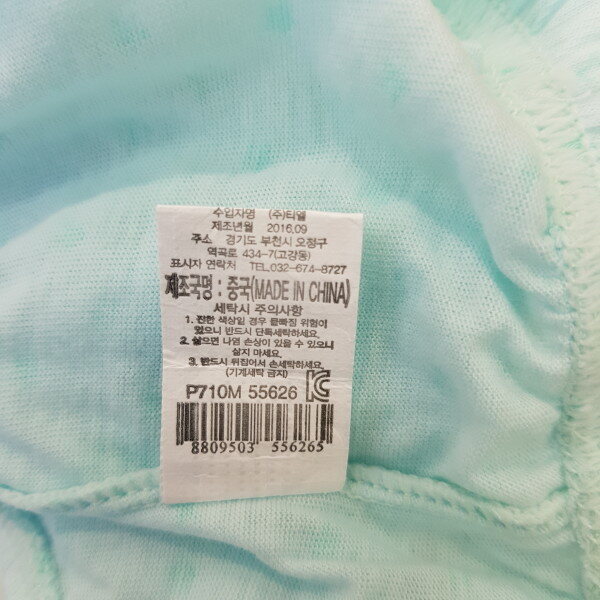 수입자명 (주)티엘
제조년월 2016.09
주소 경기도 부천시 오정구
역곡로 434-7(고강동)
표시자 연락처 TEL.032-674-8727
제조국명 : 중국(MADE IN CHINA)
세탁시 주의사항
1. 진한 색상일 경우 물빠짐 위험이
있으니 반드시 단독세탁하세요.
2. 삶으면 나염 손상이 있을 수 있으니
삶지 마세요.
3. 반드시 뒤집어서 손세탁하세요.
(기계세탁 금지)
P710M 55626
8809503 556265